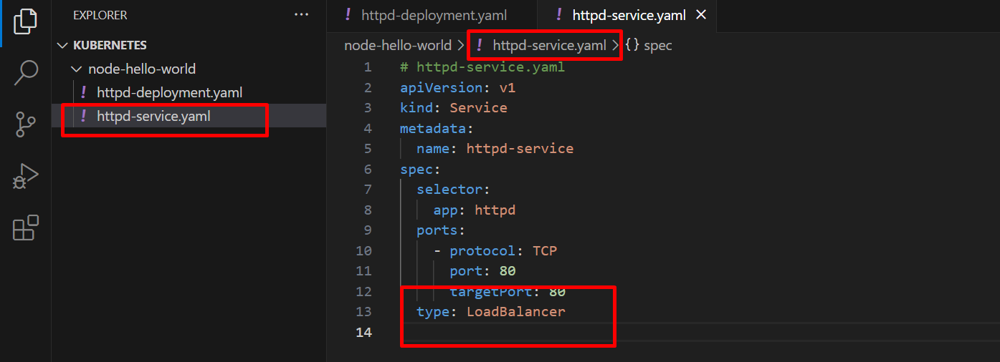 EXPLORER
KUBERNETES
node-hello-world
! httpd-deployment.yaml
! httpd-service.yaml
! httpd-deployment.yaml ! httpd-service.yaml
node-hello-world > ! httpd-service.yaml > {} spec
1 # httpd-service.yaml
2 apiVersion: v1
3 kind: Service
4 metadata:
5 name: httpd-service
6 spec:
7 selector:
8 app: httpd
9 ports:
10 - protocol: TCP
11 port: 80
12 targetPort: 80
13 type: LoadBalancer
14